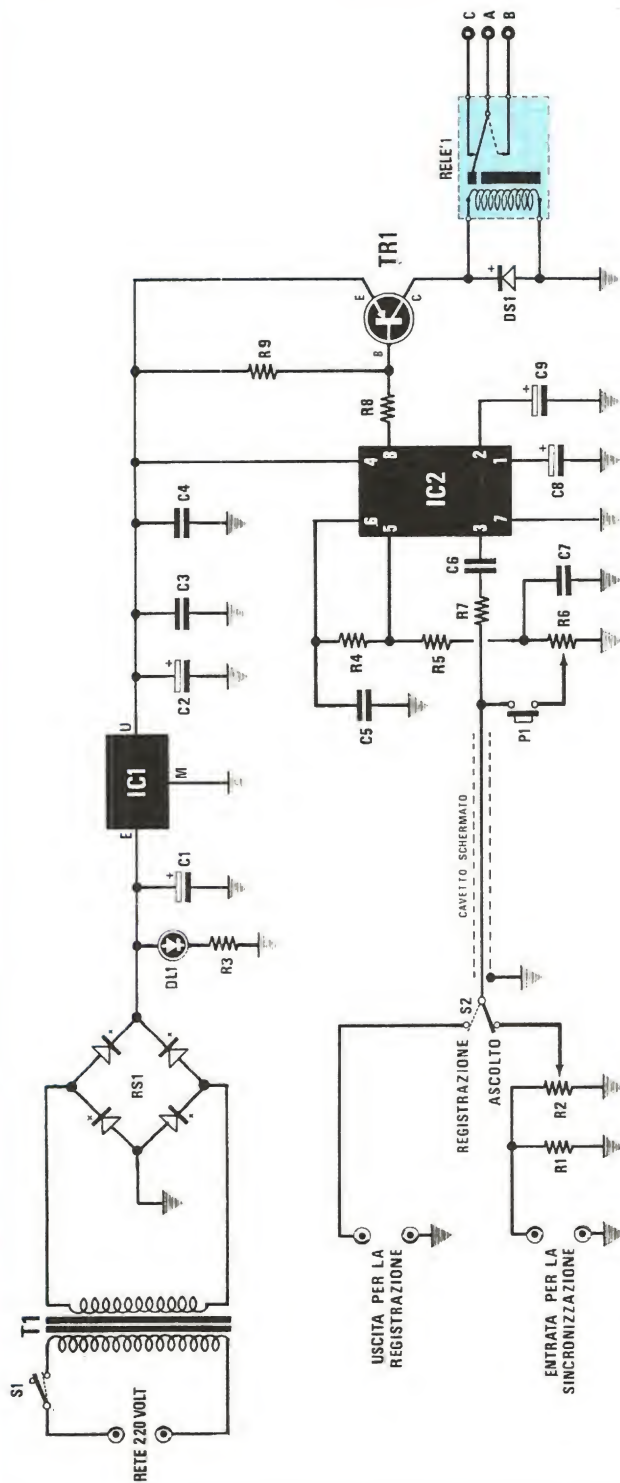 S1
T1
RETE 220 VOLT
RS1
DL1
R3
+
C1
E
IC1
U
M
+
C2
C3
C4
R9
E
B
C
TR1
RELE'1
C
A
B
+
DS1
USCITA PER LA
REGISTRAZIONE
ENTRATA PER LA
SINCRONIZZAZIONE
R1
R2
S2
REGISTRAZIONE
ASCOLTO
CAVETTO SCHERMATO
P1
C5
R4
R5
R6
C7
R7
C6
6
5
3
7
IC2
4
8
2
1
R8
+
C8
+
C9